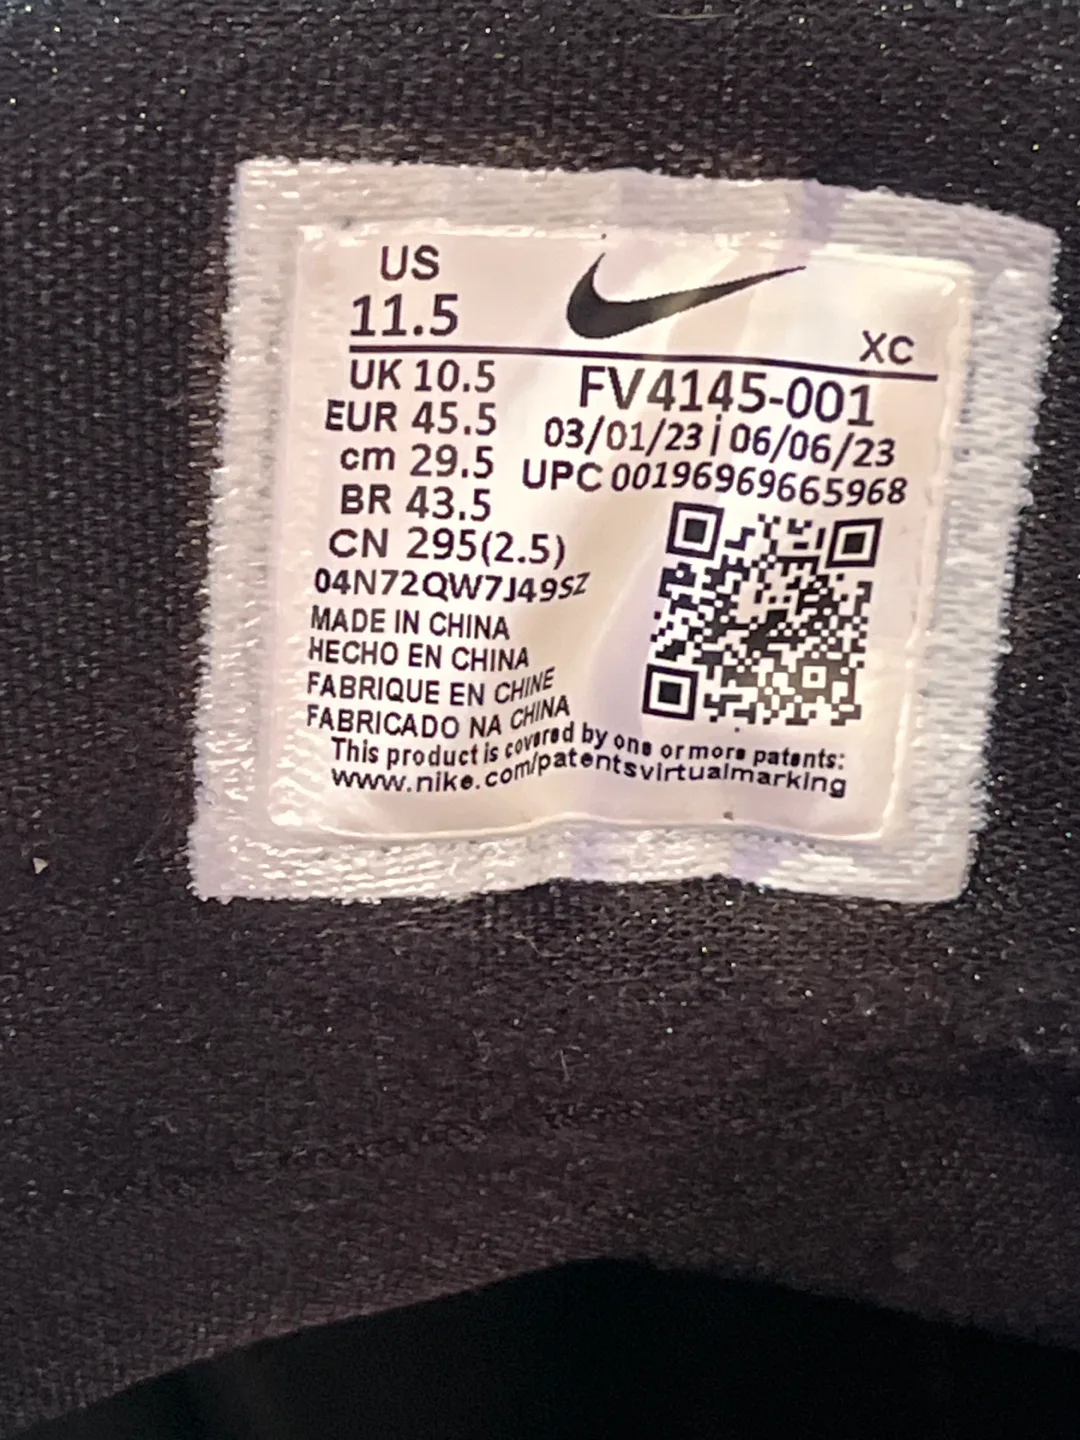 US
11.5
XC
UK 10.5
EUR 45.5
cm 29.5
BR 43.5
CN 295(2.5)
04N72QW7J49SZ
FV4145-001
03/01/23 | 06/06/23
UPC 00196969665968
MADE IN CHINA
HECHO EN CHINA
FABRIQUE EN CHINE
FABRICADO NA CHINA
This product is covered by one or more patents:
www.nike.com/patentsvirtualmarking